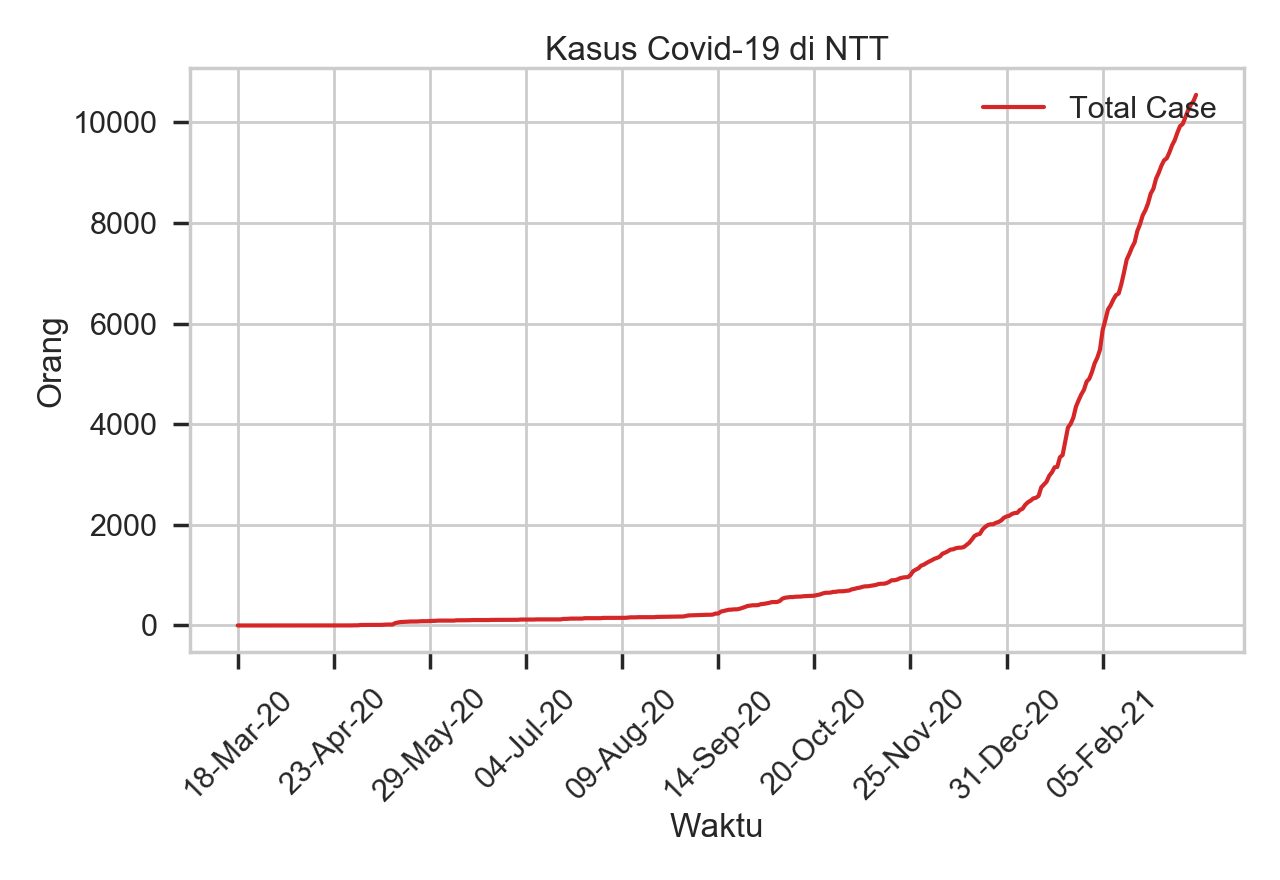 Kasus Covid-19 di NTT
Total Case
10000
8000
6000
4000
2000
0
Orang
18-Mar-20
23-Apr-20
29-May-20
04-Jul-20
09-Aug-20
14-Sep-20
20-Oct-20
25-Nov-20
31-Dec-20
05-Feb-21
Waktu